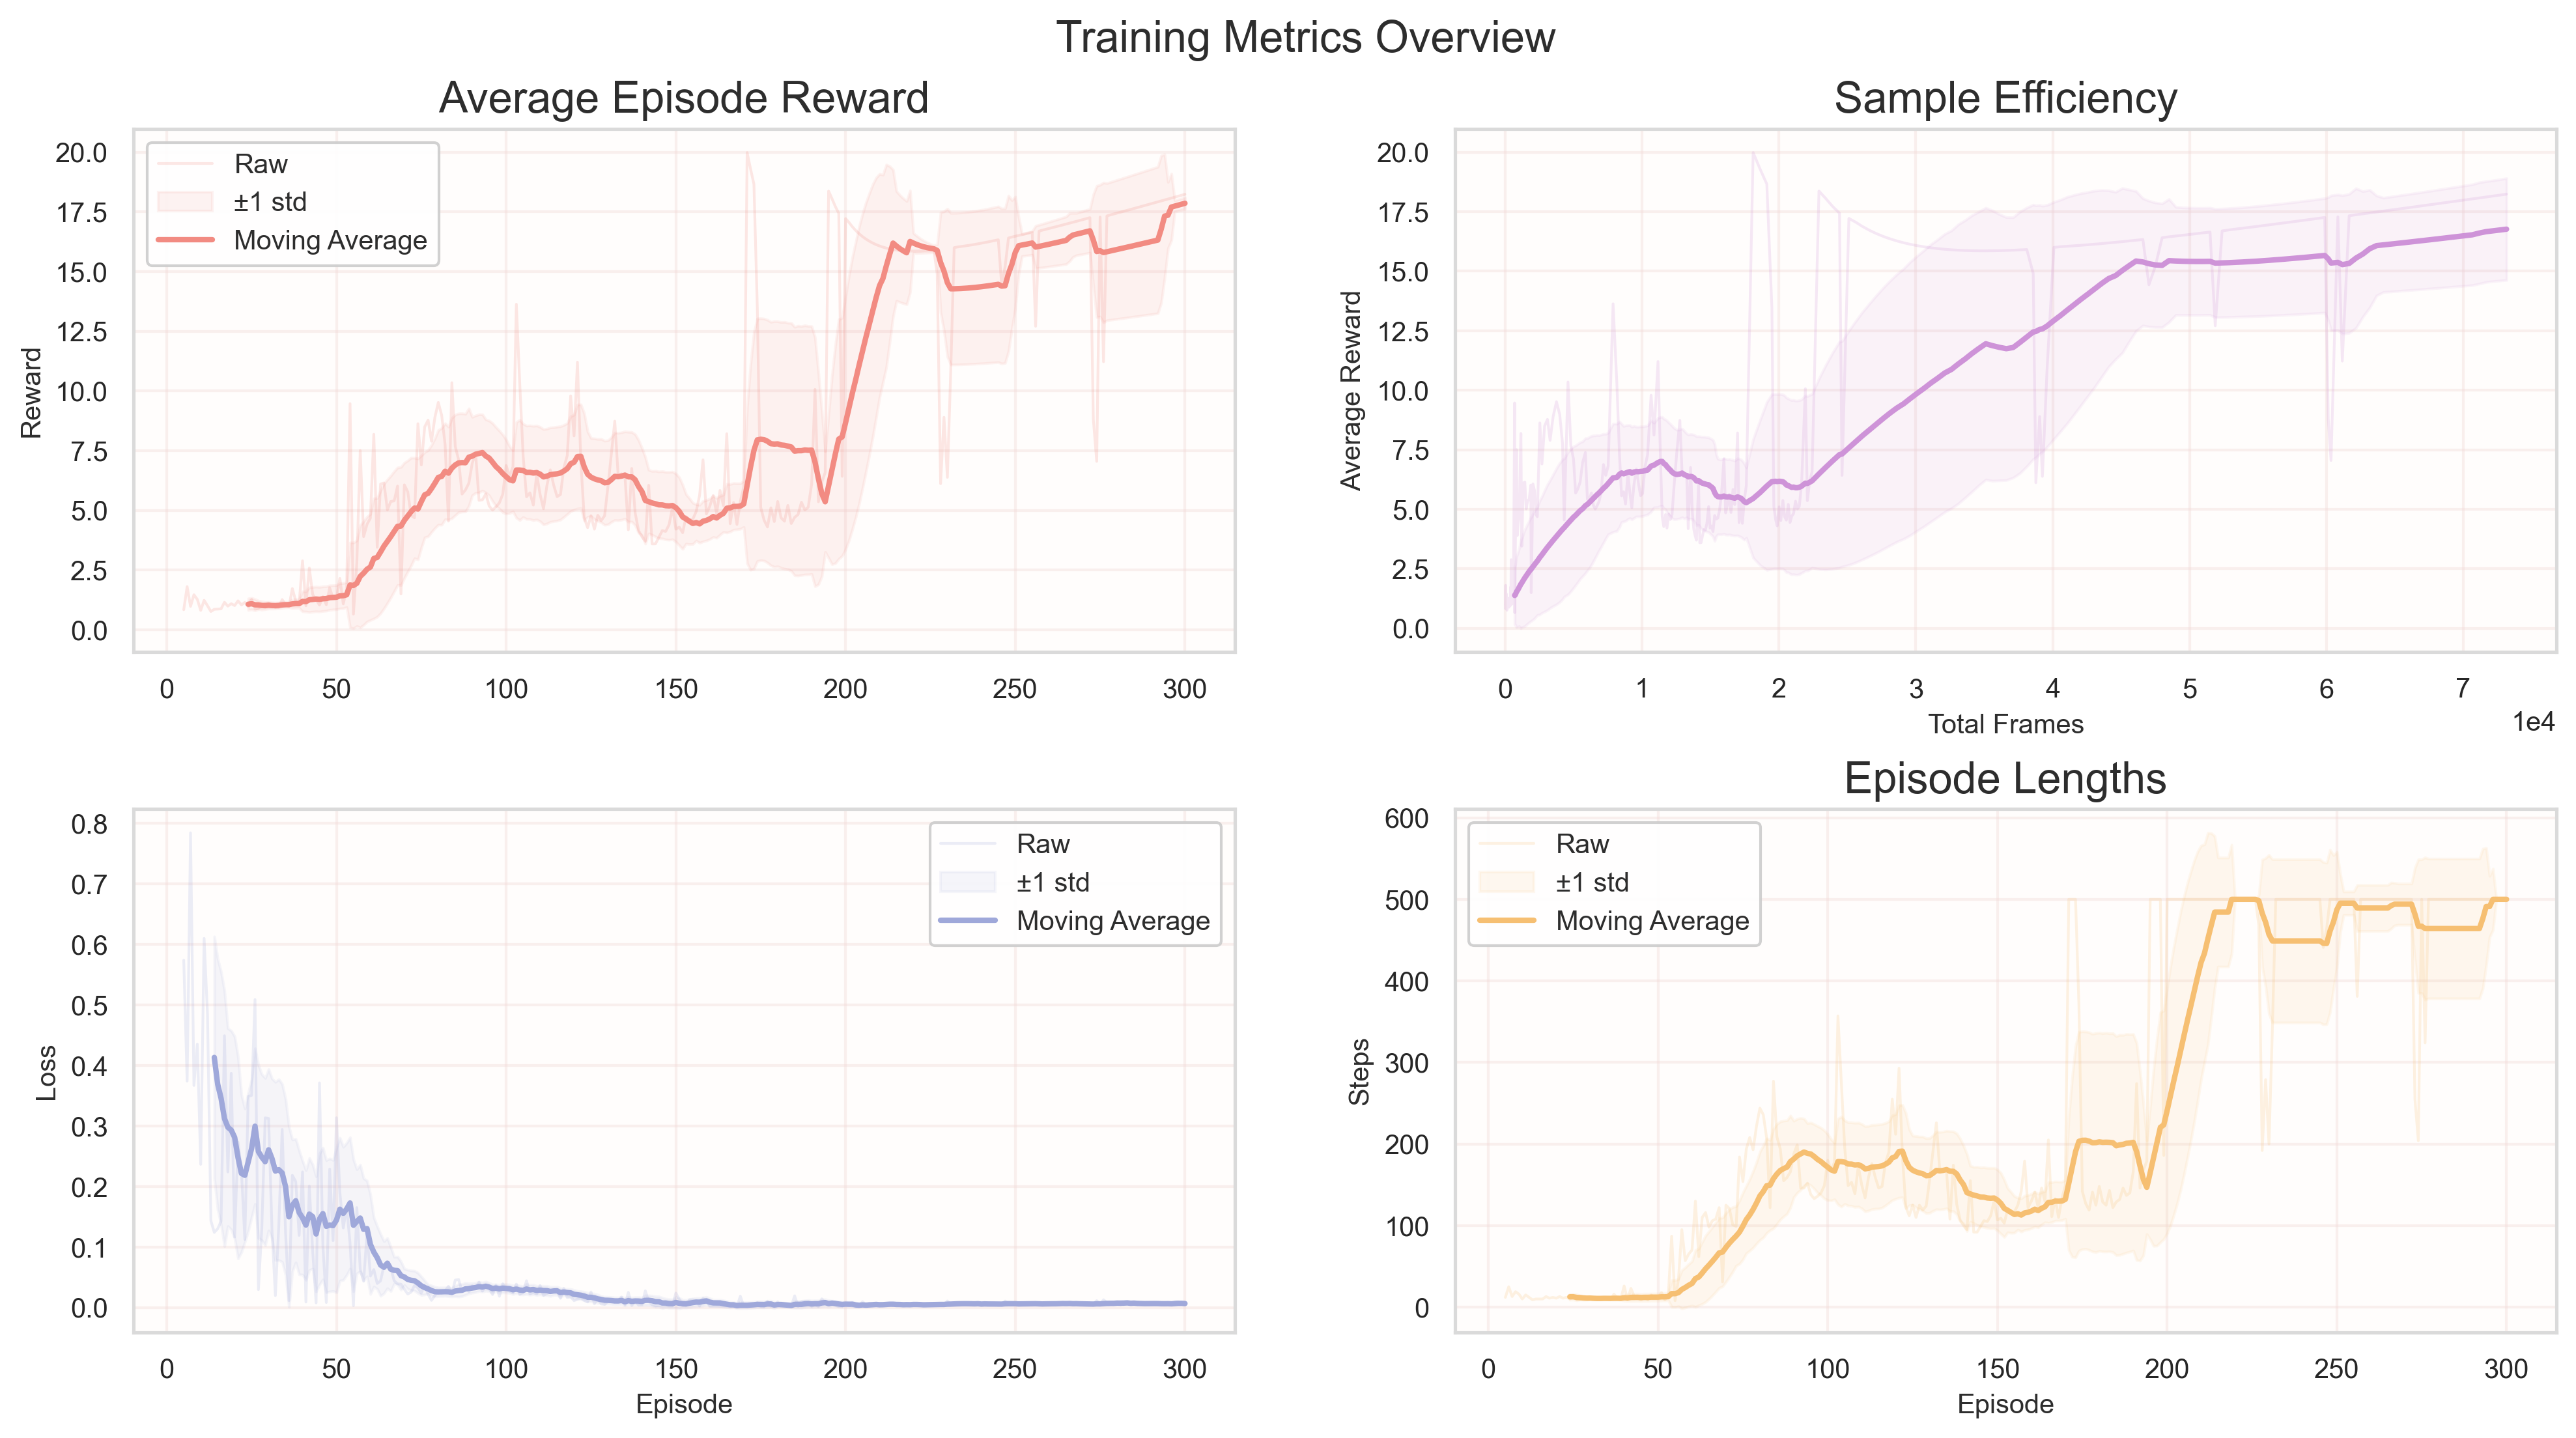 Training Metrics Overview
Average Episode Reward
Raw
±1 std
Moving Average
Reward
20.0
17.5
15.0
12.5
10.0
7.5
5.0
2.5
0.0
0 50 100 150 200 250 300
Sample Efficiency
Average Reward
20.0
17.5
15.0
12.5
10.0
7.5
5.0
2.5
0.0
0 1 2 3 4 5 6 7
Total Frames
1e4
Raw
±1 std
Moving Average
Loss
0.8
0.7
0.6
0.5
0.4
0.3
0.2
0.1
0.0
0 50 100 150 200 250 300
Episode
Episode Lengths
Raw
±1 std
Moving Average
Steps
600
500
400
300
200
100
0
0 50 100 150 200 250 300
Episode